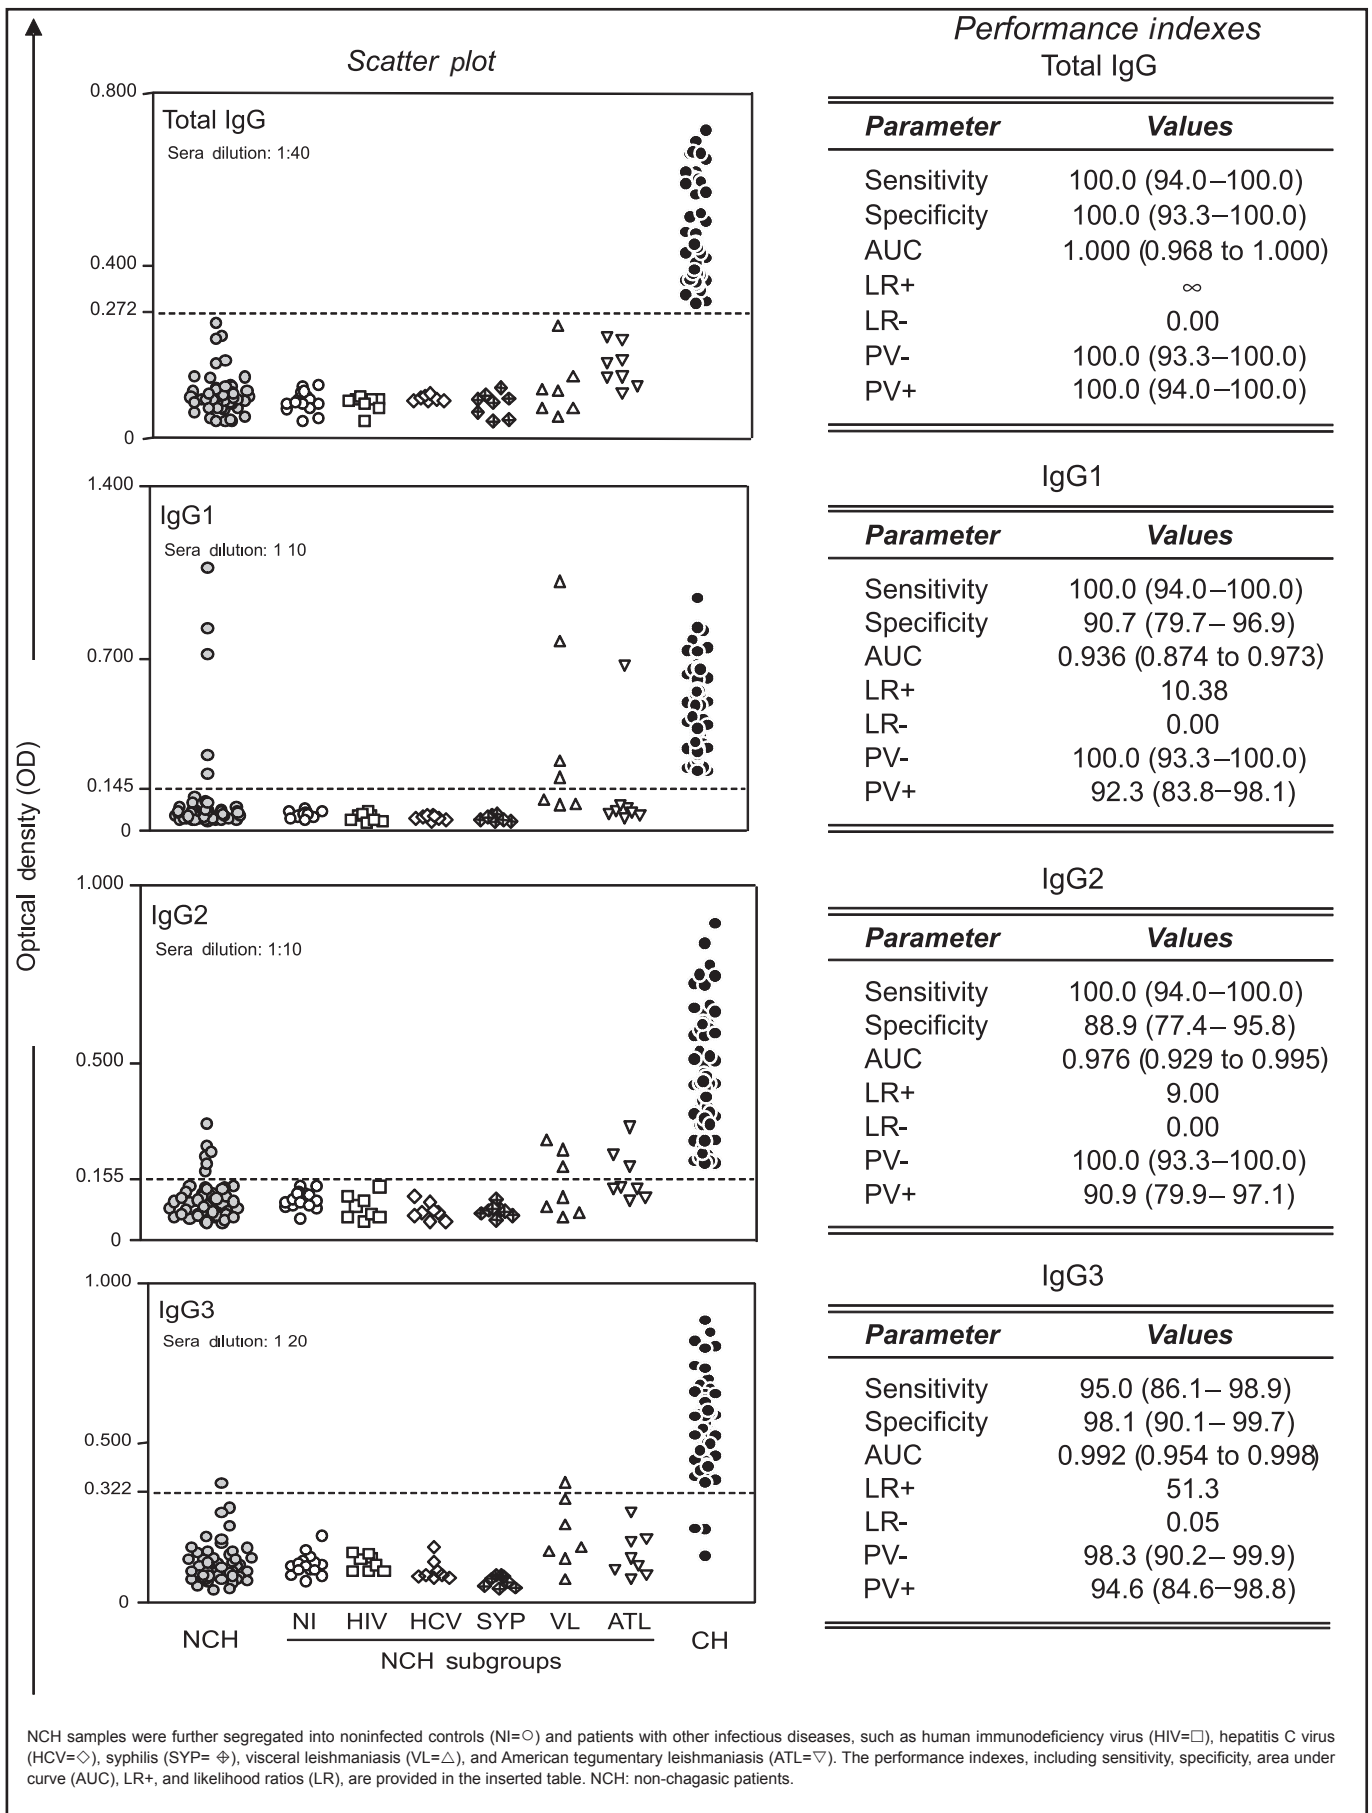 Performance indexes
Scatter plot
Optical density (OD)
Total IgG
0.800
0.400
0.272
0
Total IgG
Sera dilution: 1:40
Parameter Values
Sensitivity 100.0 (94.0–100.0)
Specificity 100.0 (93.3–100.0)
AUC 1.000 (0.968 to 1.000)
LR+ ∞
LR- 0.00
PV- 100.0 (93.3–100.0)
PV+ 100.0 (94.0–100.0)
IgG1
1.400
0.700
0.145
0
IgG1
Sera dilution: 1 10
Parameter Values
Sensitivity 100.0 (94.0–100.0)
Specificity 90.7 (79.7– 96.9)
AUC 0.936 (0.874 to 0.973)
LR+ 10.38
LR- 0.00
PV- 100.0 (93.3–100.0)
PV+ 92.3 (83.8–98.1)
IgG2
1.000
0.500
0.155
0
IgG2
Sera dilution: 1:10
Parameter Values
Sensitivity 100.0 (94.0–100.0)
Specificity 88.9 (77.4– 95.8)
AUC 0.976 (0.929 to 0.995)
LR+ 9.00
LR- 0.00
PV- 100.0 (93.3–100.0)
PV+ 90.9 (79.9– 97.1)
IgG3
1.000
0.500
0.322
0
IgG3
Sera dilution: 1 20
Parameter Values
Sensitivity 95.0 (86.1– 98.9)
Specificity 98.1 (90.1– 99.7)
AUC 0.992 (0.954 to 0.998)
LR+ 51.3
LR- 0.05
PV- 98.3 (90.2–99.9)
PV+ 94.6 (84.6–98.8)
NCH NI HIV HCV SYP VL ATL CH
NCH subgroups
NCH samples were further segregated into noninfected controls (NI=○) and patients with other infectious diseases, such as human immunodeficiency virus (HIV=□), hepatitis C virus
(HCV=◇), syphilis (SYP= ⌖), visceral leishmaniasis (VL=△), and American tegumentary leishmaniasis (ATL=▽). The performance indexes, including sensitivity, specificity, area under
curve (AUC), LR+, and likelihood ratios (LR), are provided in the inserted table. NCH: non-chagasic patients.